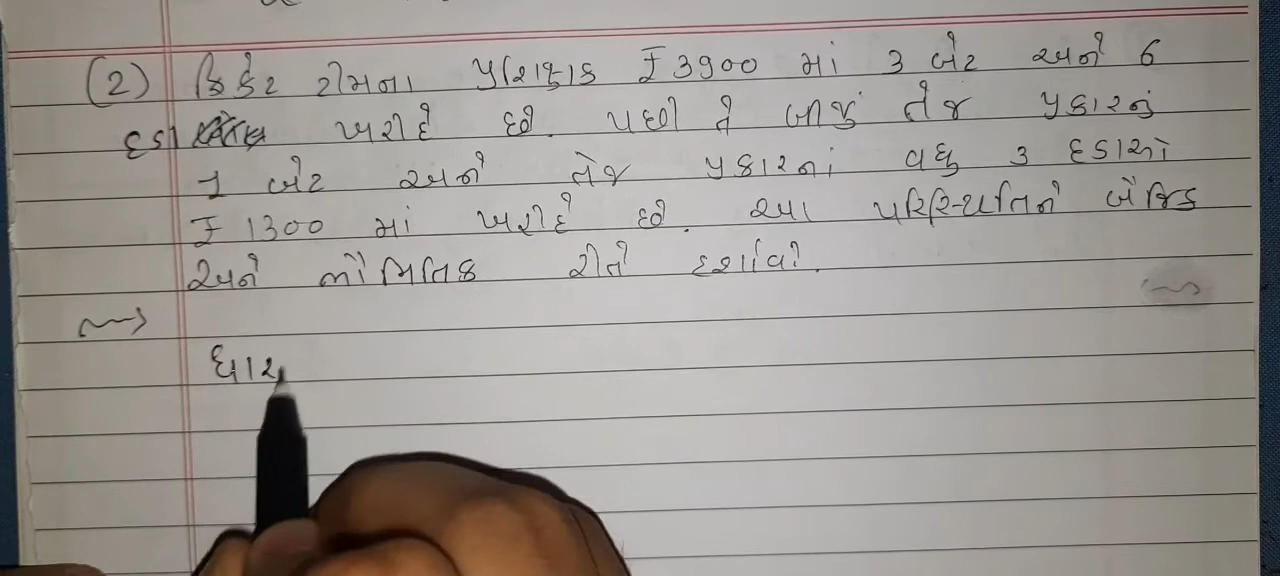 (2) ક્રિકેટ ટીમના પ્રશિક્ષક ₹ 3900 માં 3 બેટ અને 6
દડા ખરીદે છે. પછી તે બીજું તેજ પ્રકારનું
1 બેટ અને તેજ પ્રકારનાં વધુ 3 દડાઓ
₹ 1300 માં ખરીદે છે. આ પરિસ્થતિને બૈજિક
અને ભૌમિતિક રીતે દર્શાવો.
ધાર